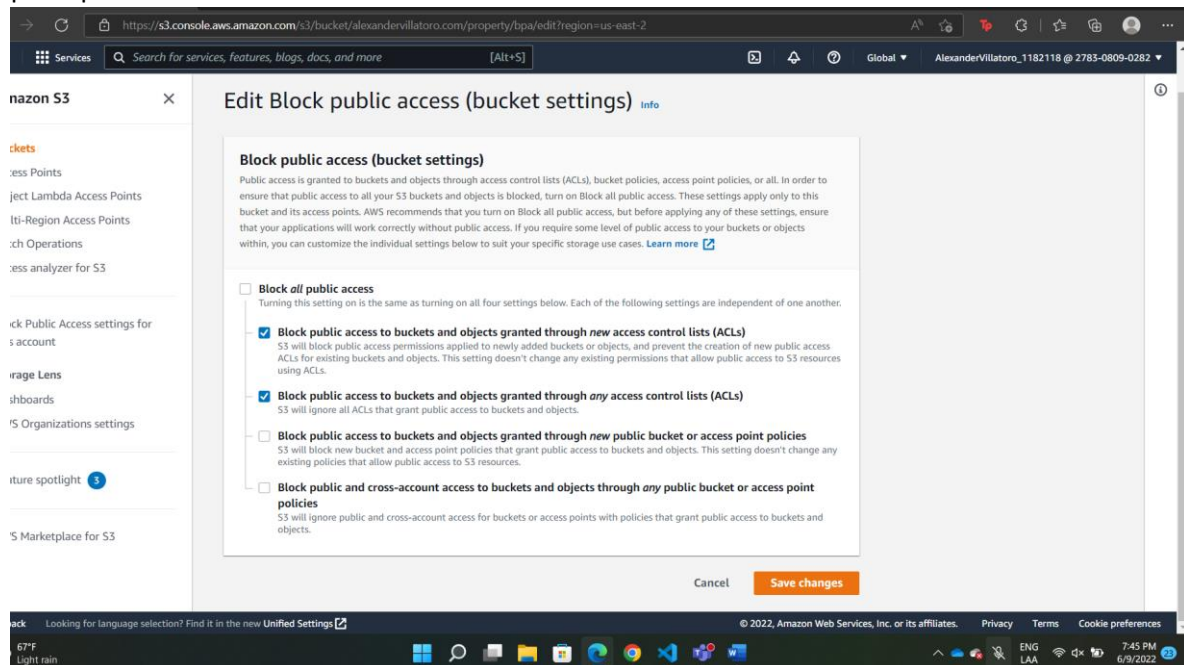 https://s3.console.aws.amazon.com/s3/bucket/alexandervillatoro.com/property/bpa/edit?region=us-east-2
Services
Search for services, features, blogs, docs, and more
[Alt+S]
Global
AlexanderVillatoro_1182118 @ 2783-0809-0282
mazon S3
Edit Block public access (bucket settings) Info
ckets
cess Points
ject Lambda Access Points
lti-Region Access Points
tch Operations
cess analyzer for S3
ock Public Access settings for
s account
orage Lens
shboards
VS Organizations settings
ature spotlight 3
VS Marketplace for S3
Block public access (bucket settings)
Public access is granted to buckets and objects through access control lists (ACLs), bucket policies, access point policies, or all. In order to
ensure that public access to all your S3 buckets and objects is blocked, turn on Block all public access. These settings apply only to this
bucket and its access points. AWS recommends that you turn on Block all public access, but before applying any of these settings, ensure
that your applications will work correctly without public access. If you require some level of public access to your buckets or objects
within, you can customize the individual settings below to suit your specific storage use cases. Learn more
Block all public access
Turning this setting on is the same as turning on all four settings below. Each of the following settings are independent of one another.
Block public access to buckets and objects granted through new access control lists (ACLs)
S3 will block public access permissions applied to newly added buckets or objects, and prevent the creation of new public access
ACLs for existing buckets and objects. This setting doesn't change any existing permissions that allow public access to S3 resources
using ACLs.
Block public access to buckets and objects granted through any access control lists (ACLs)
S3 will ignore all ACLs that grant public access to buckets and objects.
Block public access to buckets and objects granted through new public bucket or access point policies
S3 will block new bucket and access point policies that grant public access to buckets and objects. This setting doesn't change any
existing policies that allow public access to S3 resources.
Block public and cross-account access to buckets and objects through any public bucket or access point
policies
S3 will ignore public and cross-account access for buckets or access points with policies that grant public access to buckets and
objects.
Cancel
Save changes
back
Looking for language selection? Find it in the new Unified Settings
© 2022, Amazon Web Services, Inc. or its affiliates.
Privacy
Terms
Cookie preferences
67°F
Light rain
ENG
LAA
7:45 PM
6/9/2022
23